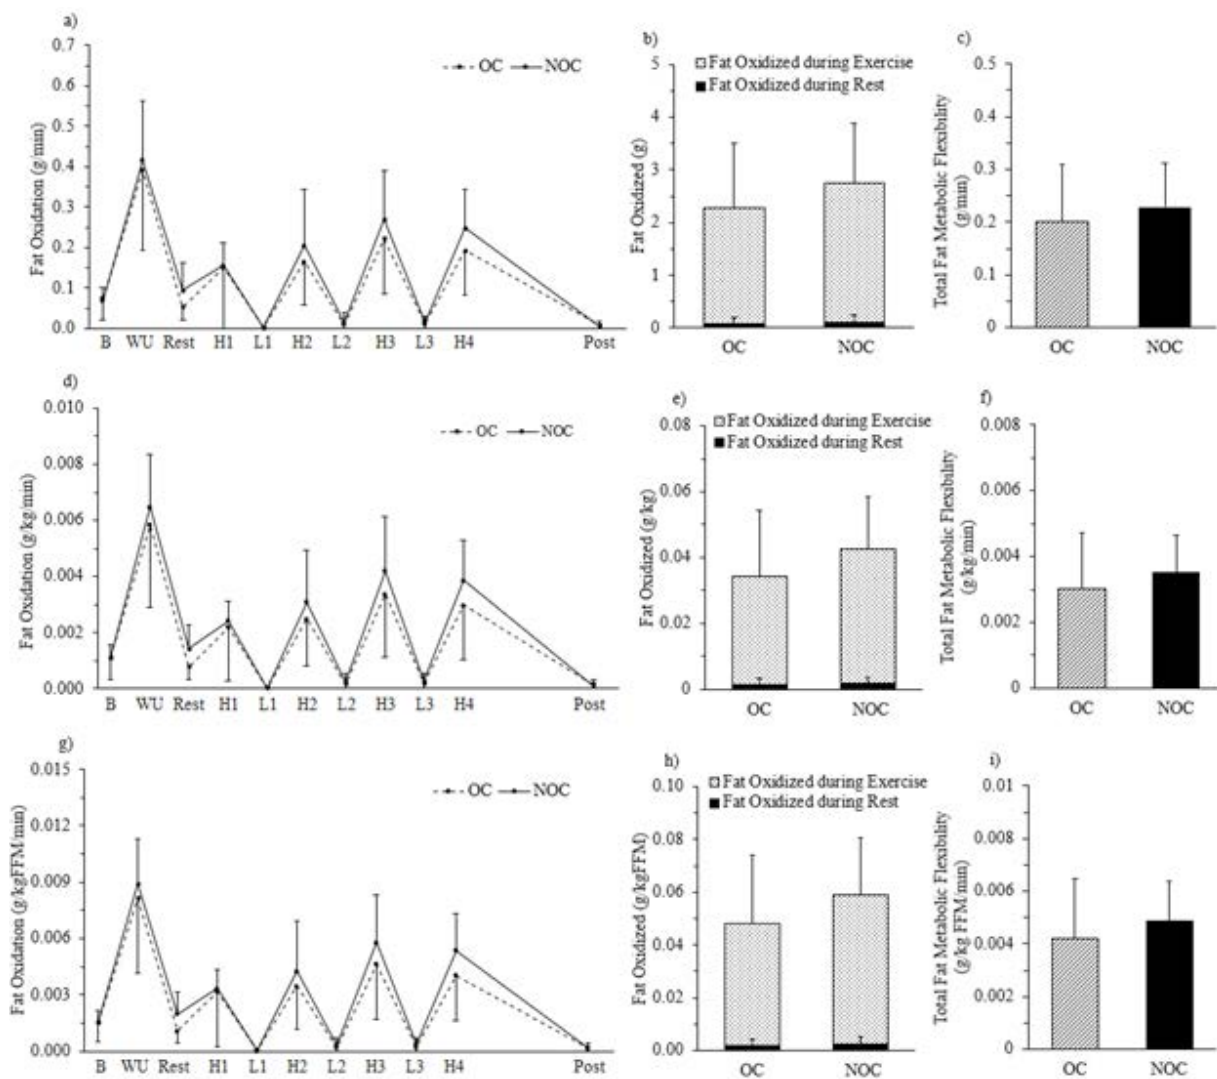 a)
0.7
0.6
0.5
0.4
0.3
0.2
0.1
0.0
Fat Oxidation (g/min)
OC NOC
B WU Rest H1 L1 H2 L2 H3 L3 H4 Post
b)
5
4
3
2
1
0
Fat Oxidized (g)
Fat Oxidized during Exercise
Fat Oxidized during Rest
OC NOC
c)
0.5
0.4
0.3
0.2
0.1
0
Total Fat Metabolic Flexibility
(g/min)
OC NOC
d)
0.010
0.008
0.006
0.004
0.002
0.000
Fat Oxidation (g/kg/min)
OC NOC
B WU Rest H1 L1 H2 L2 H3 L3 H4 Post
e)
0.08
0.06
0.04
0.02
0
Fat Oxidized (g/kg)
Fat Oxidized during Exercise
Fat Oxidized during Rest
OC NOC
f)
0.008
0.006
0.004
0.002
0
Total Fat Metabolic Flexibility
(g/kg/min)
OC NOC
g)
0.015
0.012
0.009
0.006
0.003
0.000
Fat Oxidation (g/kgFFM/min)
OC NOC
B WU Rest H1 L1 H2 L2 H3 L3 H4 Post
h)
0.10
0.08
0.06
0.04
0.02
0.00
Fat Oxidized (g/kgFFM)
Fat Oxidized during Exercise
Fat Oxidized during Rest
OC NOC
i)
0.01
0.008
0.006
0.004
0.002
0
Total Fat Metabolic Flexibility
(g/kg FFM/min)
OC NOC